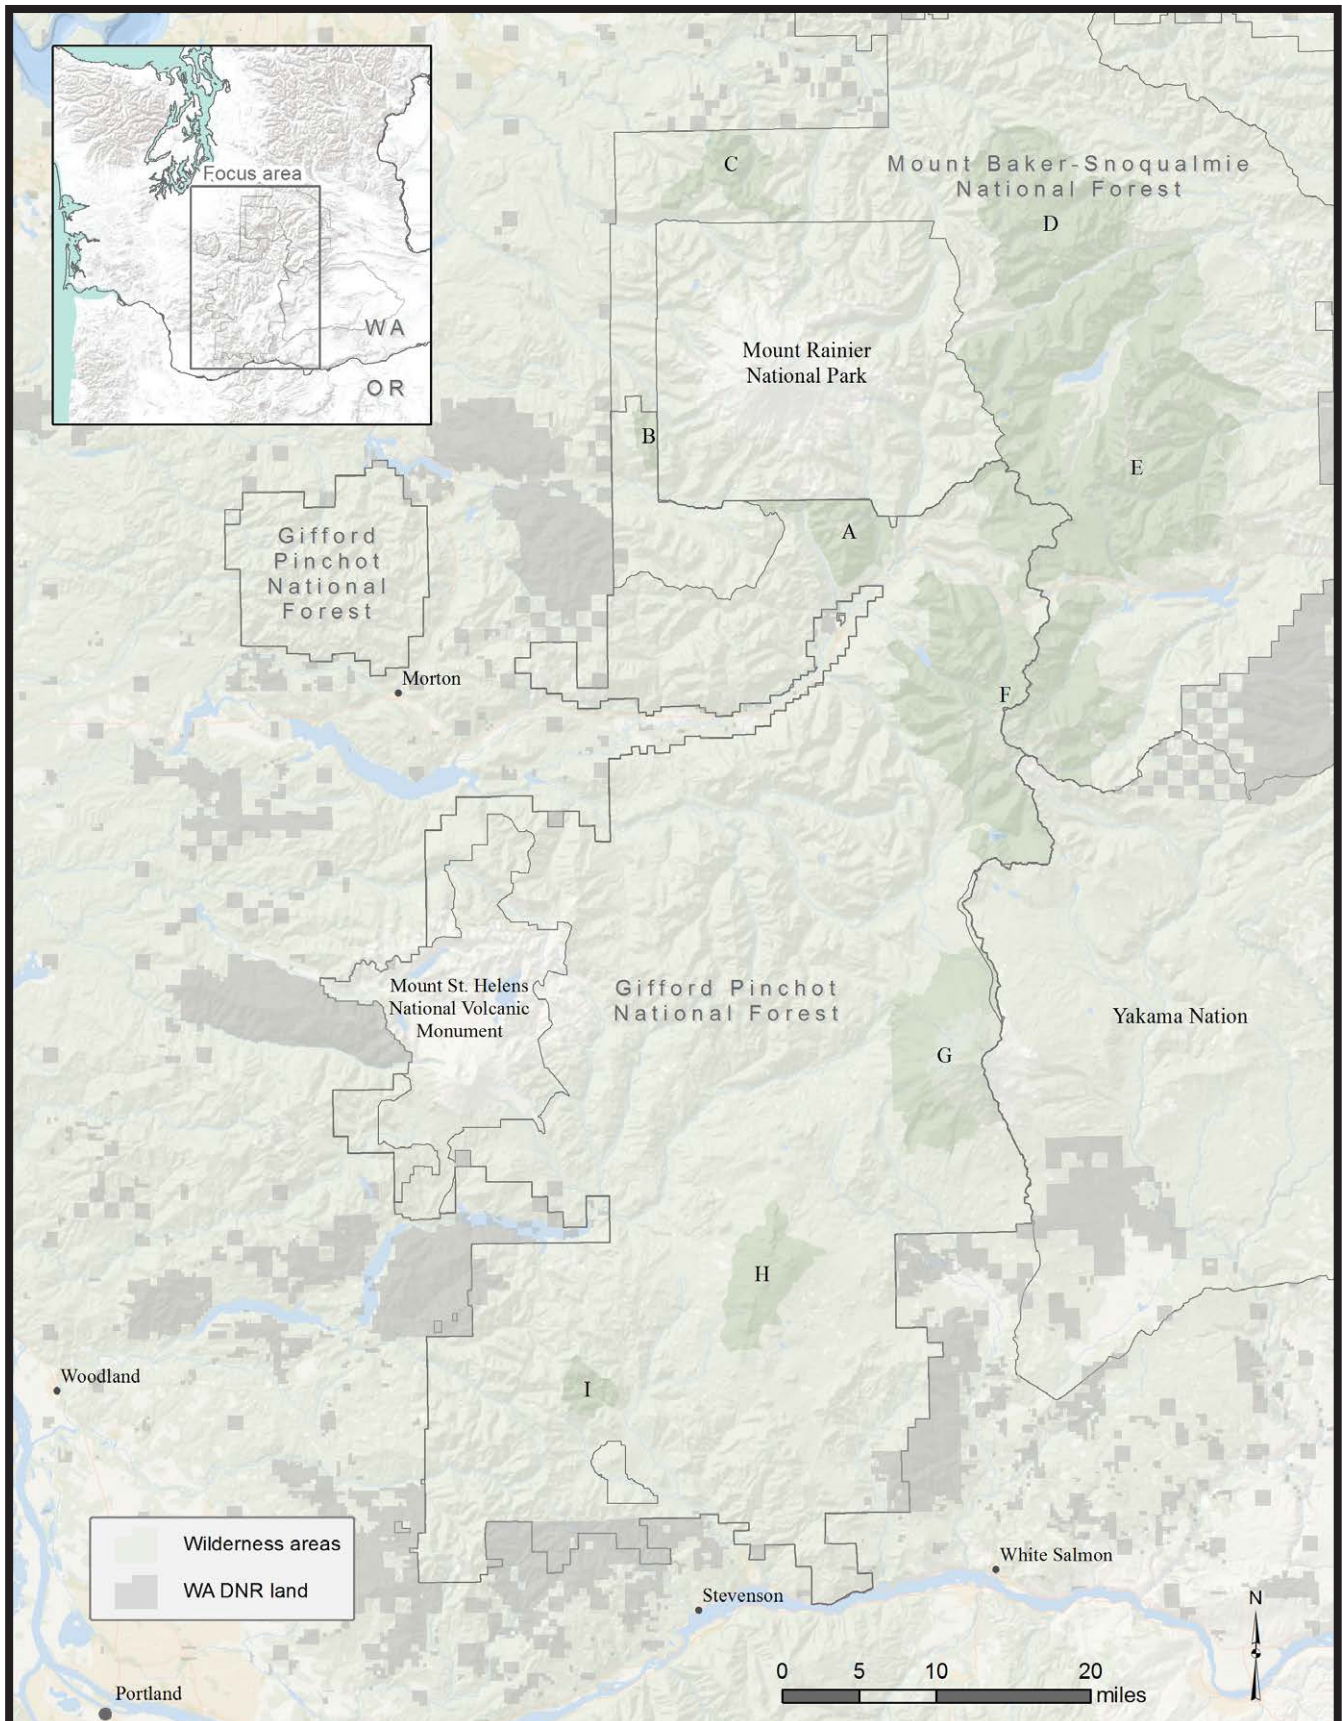 Focus area
WA
OR
C
Mount Baker-Snoqualmie
National Forest
D
Mount Rainier
National Park
B
E
A
Gifford
Pinchot
National
Forest
Morton
F
Mount St. Helens
National Volcanic
Monument
Gifford Pinchot
National Forest
Yakama Nation
G
H
I
Woodland
Wilderness areas
WA DNR land
White Salmon
Stevenson
N
0 5 10 20
miles
Portland